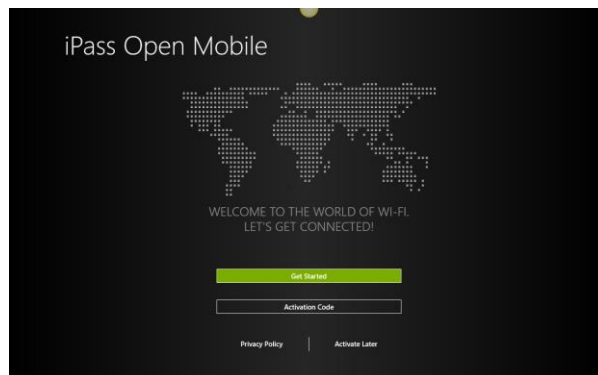 iPass Open Mobile
WELCOME TO THE WORLD OF WI-FI.
LET'S GET CONNECTED!
Get Started
Activation Code
Privacy Policy
Activate Later